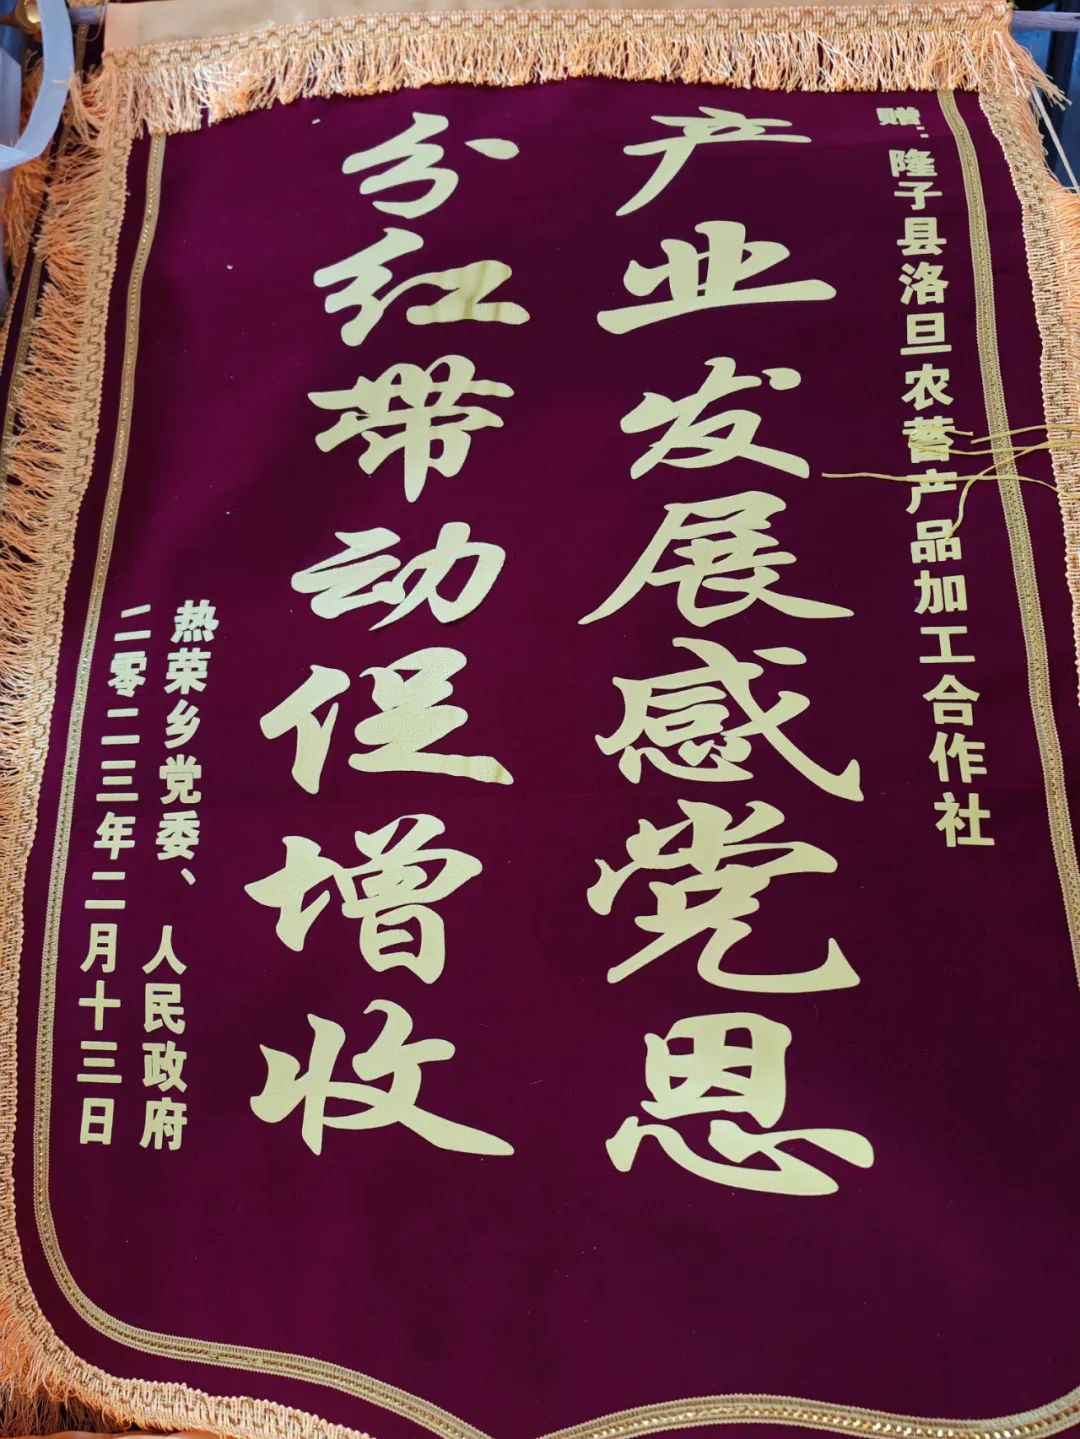 赠：隆子县洛旦农蓄产品加工合作社
产业发展感党恩
分红带动促增收
热荣乡党委、人民政府
二零二三年二月十三日